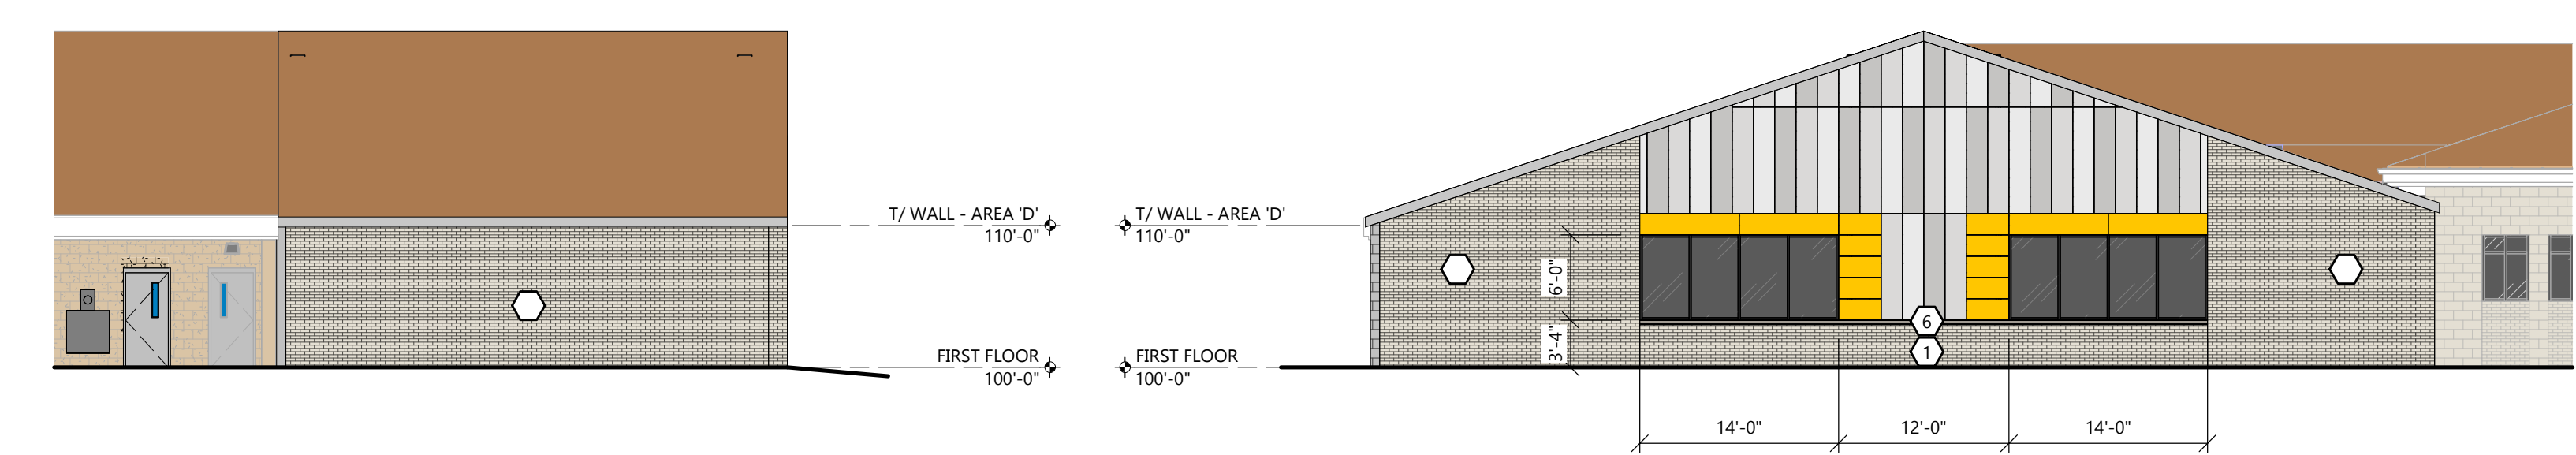 T/ WALL - AREA 'D'
110'-0"
FIRST FLOOR
100'-0"
T/ WALL - AREA 'D'
110'-0"
FIRST FLOOR
100'-0"
6'-0"
3'-4"
6
1
14'-0"
12'-0"
14'-0"